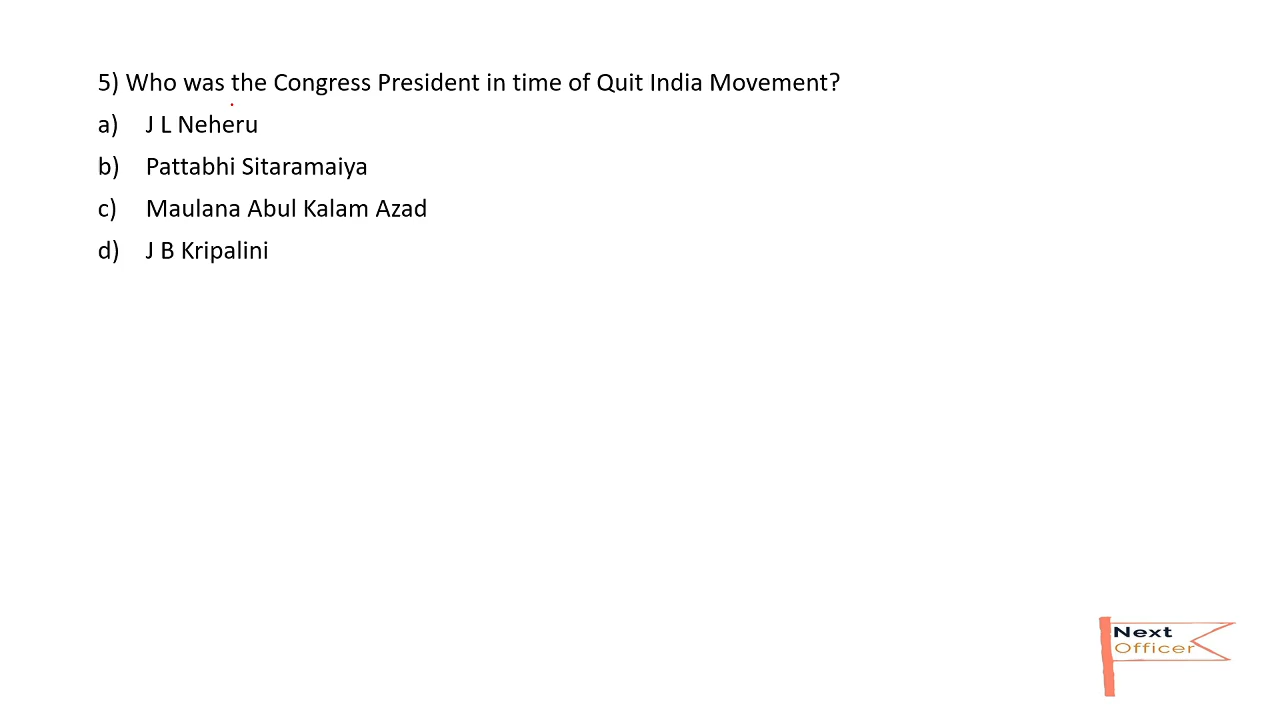 5) Who was the Congress President in time of Quit India Movement?
a) J L Neheru
b) Pattabhi Sitaramaiya
c) Maulana Abul Kalam Azad
d) J B Kripalini
Next
Officer